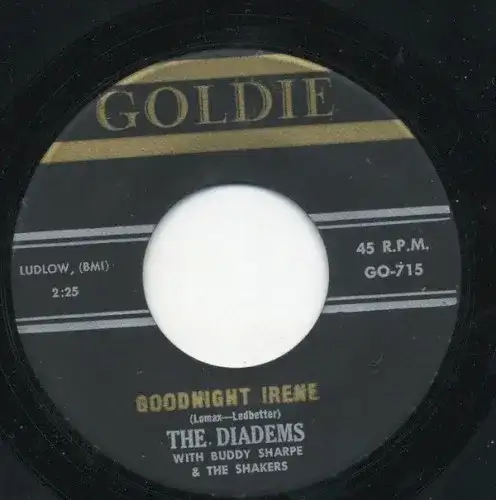 GOLDIE
LUDLOW, (BMI)
2:25
45 R.P.M.
GO-715
GOODNIGHT IRENE
(Lomax—Ledbetter)
THE. DIADEMS
WITH BUDDY SHARPE
& THE SHAKERS